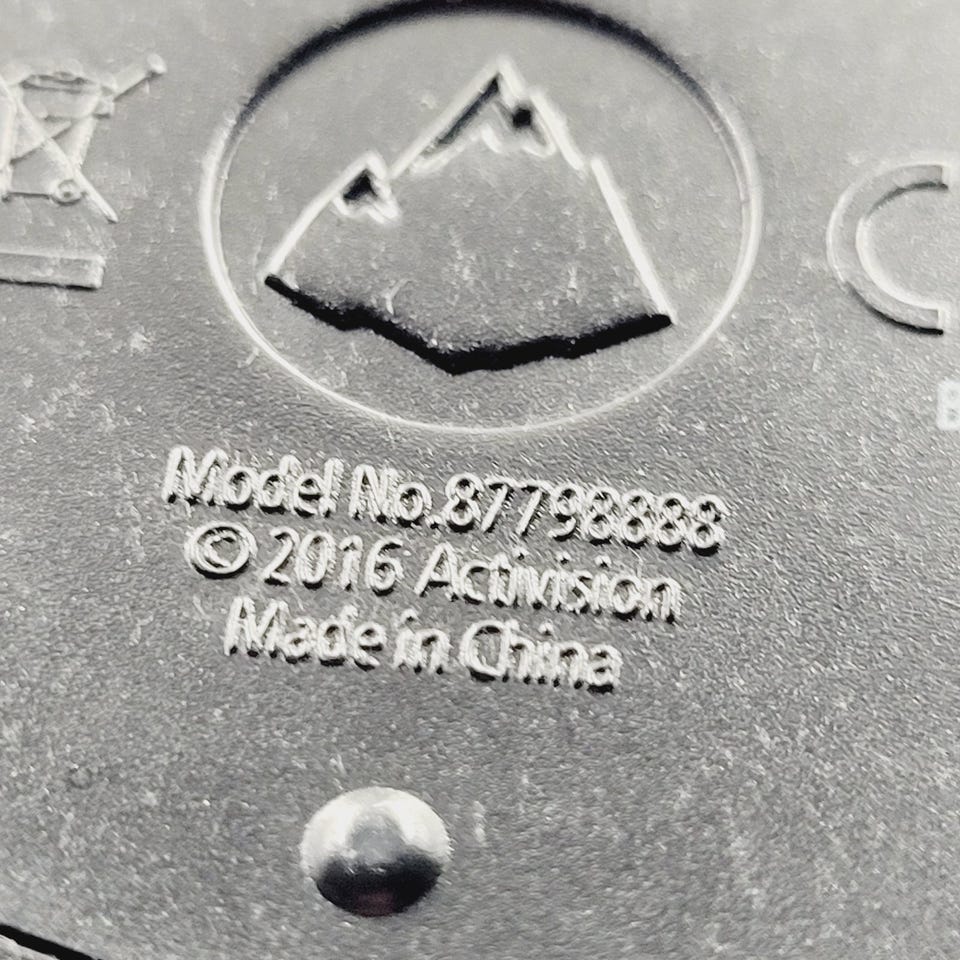 Model No.87798888
© 2016 Activision
Made in China